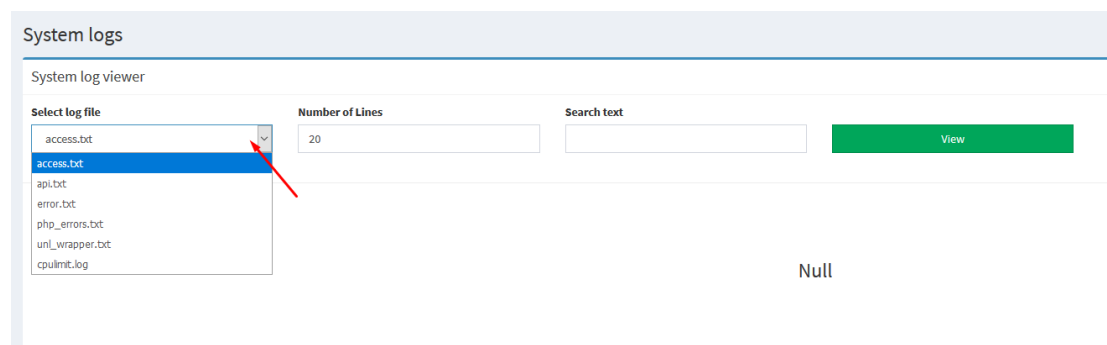 System logs
System log viewer
Select log file
Number of Lines
Search text
access.txt
20
View
access.txt
api.txt
error.txt
php_errors.txt
unl_wrapper.txt
cpulimit.log
Null